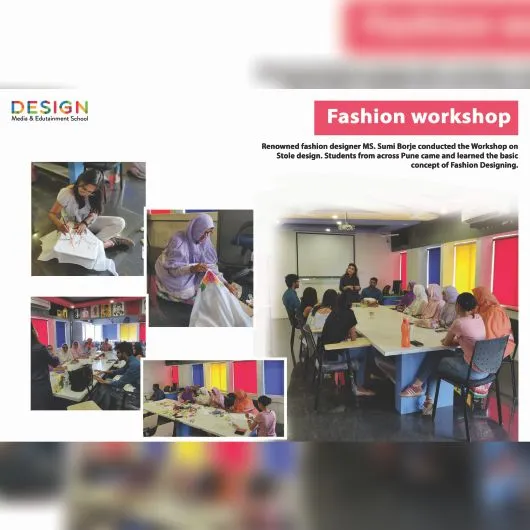 DESIGN
Media & Edutainment School
Fashion workshop
Renowned fashion designer MS. Sumi Borje conducted the Workshop on
Stole design. Students from across Pune came and learned the basic
concept of Fashion Designing.